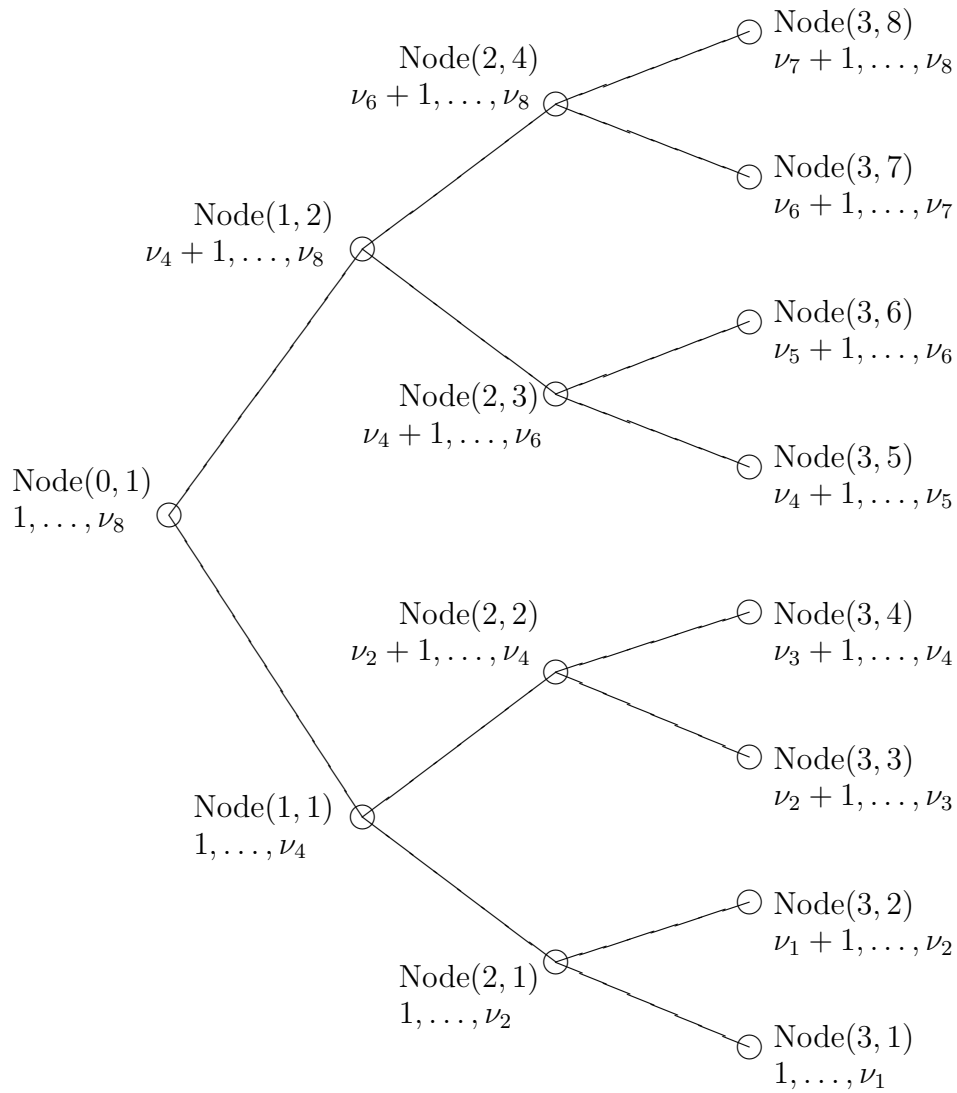 Node(3, 8)
ν₇ + 1, . . . , ν₈
Node(2, 4)
ν₆ + 1, . . . , ν₈
Node(3, 7)
ν₆ + 1, . . . , ν₇
Node(1, 2)
ν₄ + 1, . . . , ν₈
Node(3, 6)
ν₅ + 1, . . . , ν₆
Node(2, 3)
ν₄ + 1, . . . , ν₆
Node(3, 5)
ν₄ + 1, . . . , ν₅
Node(0, 1)
1, . . . , ν₈
Node(2, 2)
ν₂ + 1, . . . , ν₄
Node(3, 4)
ν₃ + 1, . . . , ν₄
Node(3, 3)
ν₂ + 1, . . . , ν₃
Node(1, 1)
1, . . . , ν₄
Node(3, 2)
ν₁ + 1, . . . , ν₂
Node(2, 1)
1, . . . , ν₂
Node(3, 1)
1, . . . , ν₁